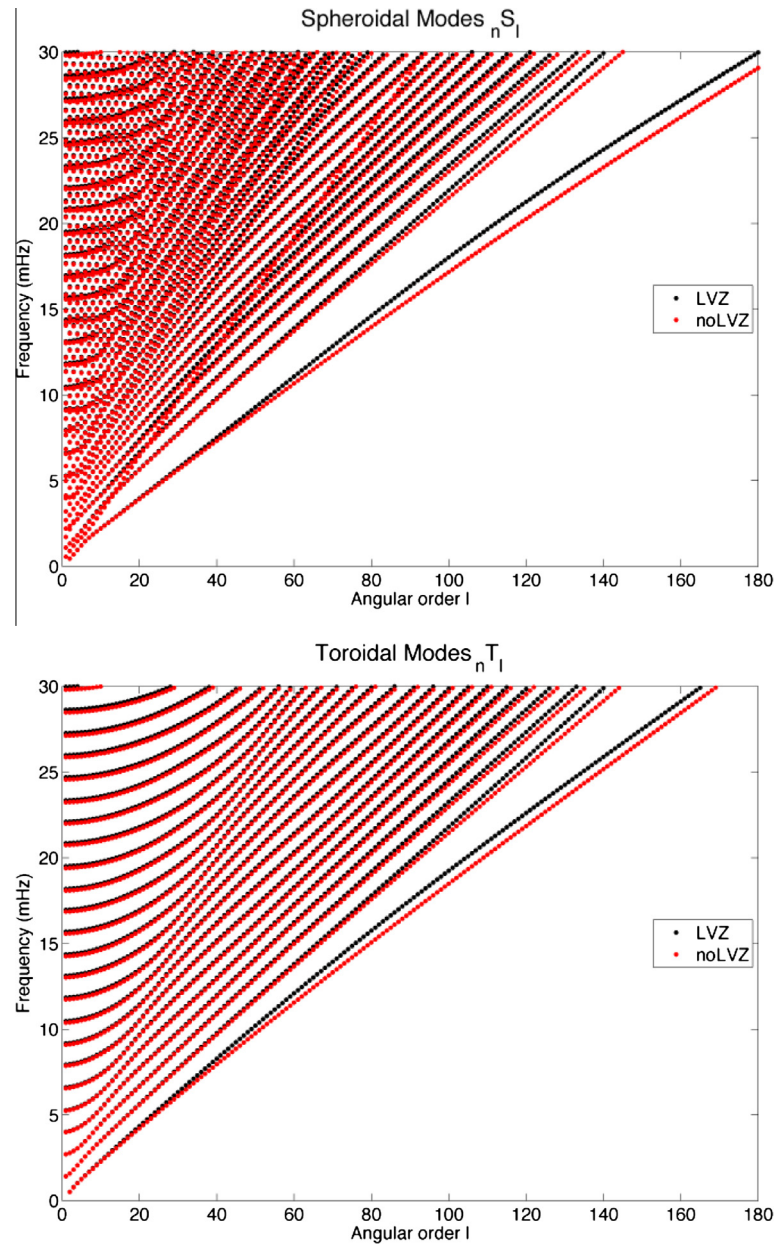 Spheroidal Modes nSl
30
25
20
15
10
5
0
Frequency (mHz)
LVZ
noLVZ
0 20 40 60 80 100 120 140 160 180
Angular order l
Toroidal Modes nTl
30
25
20
15
10
5
0
Frequency (mHz)
LVZ
noLVZ
0 20 40 60 80 100 120 140 160 180
Angular order l